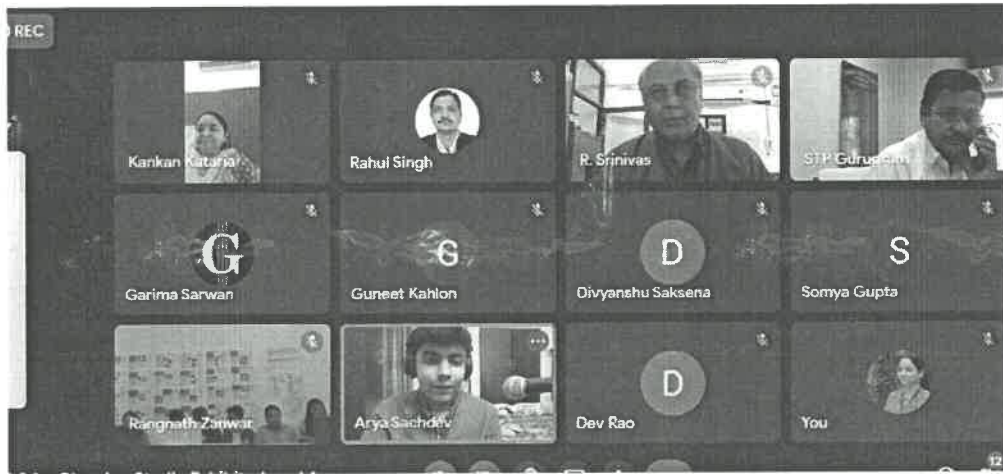 REC
Kankan Kataria
Rahul Singh
R. Srinivas
STP Gurugram
G
Garima Sarwan
G
Guneet Kahlon
D
Divyanshu Saksena
S
Somya Gupta
Rangnath Zanwar
Arya Sachdev
D
Dev Rao
You
12